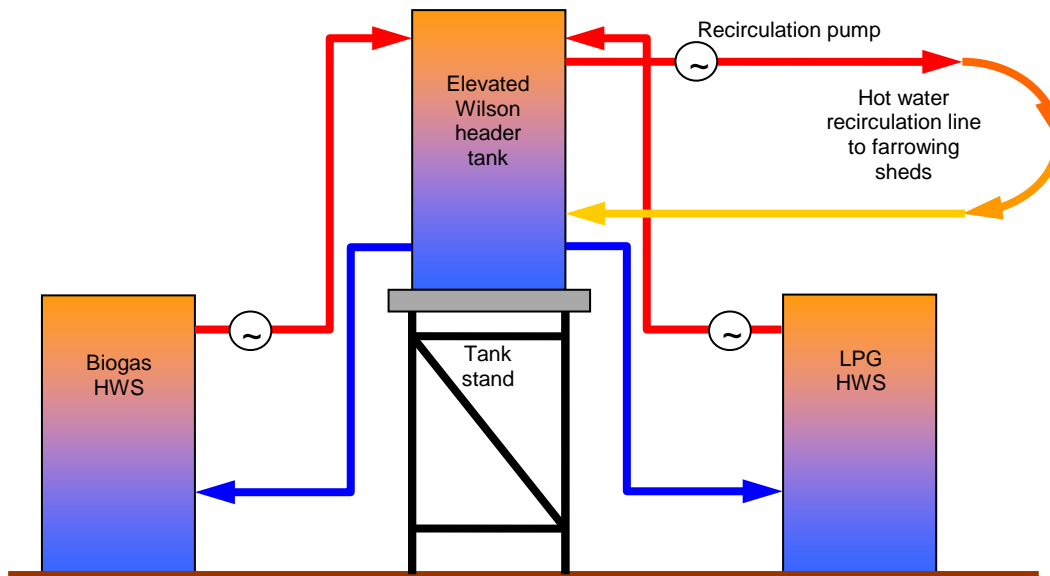 Recirculation pump
~
Elevated
Wilson
header
tank
Hot water
recirculation line
to farrowing
sheds
~
~
Biogas
HWS
Tank
stand
LPG
HWS